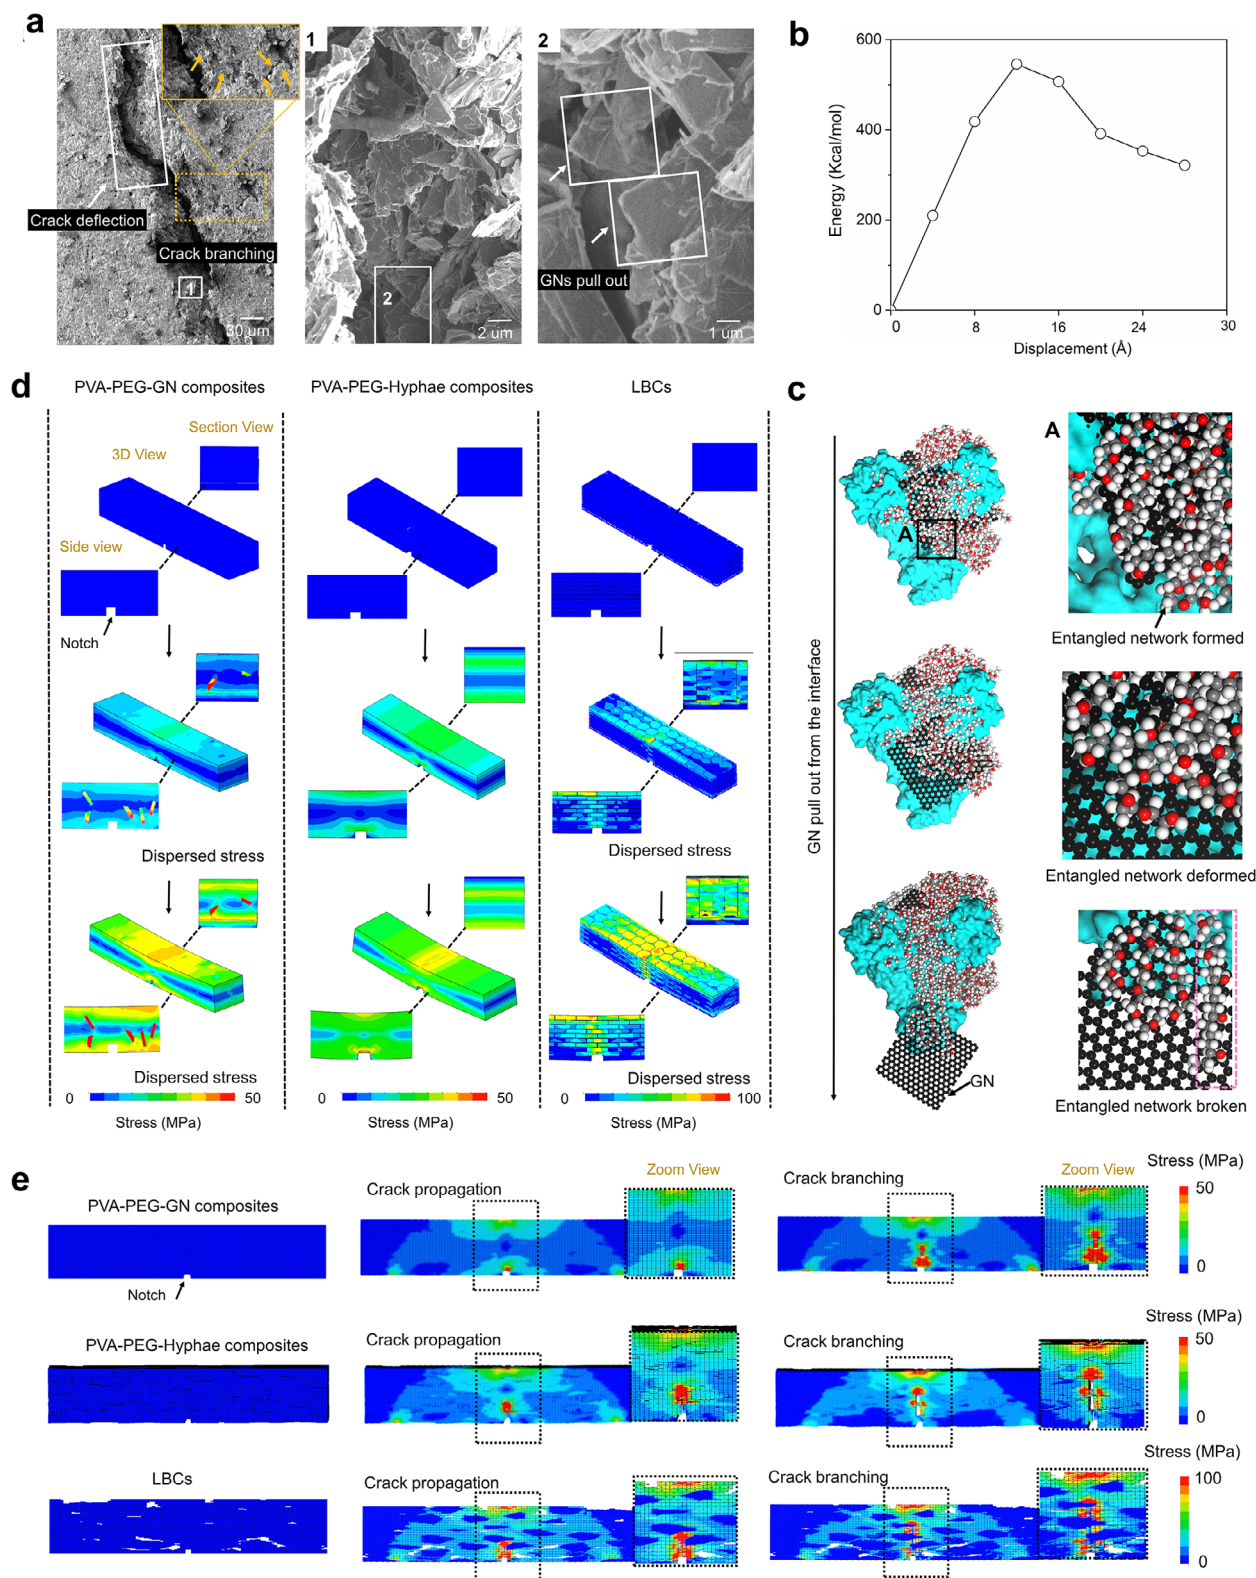 a
1
2
Crack deflection
Crack branching
1
30 um
2
2 um
GNs pull out
1 um
b
600
400
200
0
Energy (Kcal/mol)
0
8
16
24
30
Displacement (Å)
d
PVA-PEG-GN composites
PVA-PEG-Hyphae composites
LBCs
Section View
3D View
Side view
Notch
Dispersed stress
Dispersed stress
Dispersed stress
Dispersed stress
0
50
Stress (MPa)
0
50
Stress (MPa)
0
100
Stress (MPa)
c
GN pull out from the interface
A
A
Entangled network formed
Entangled network deformed
GN
Entangled network broken
e
PVA-PEG-GN composites
Notch
Crack propagation
Zoom View
Crack branching
Zoom View
Stress (MPa)
50
0
PVA-PEG-Hyphae composites
Crack propagation
Crack branching
Stress (MPa)
50
0
LBCs
Crack propagation
Crack branching
Stress (MPa)
100
0